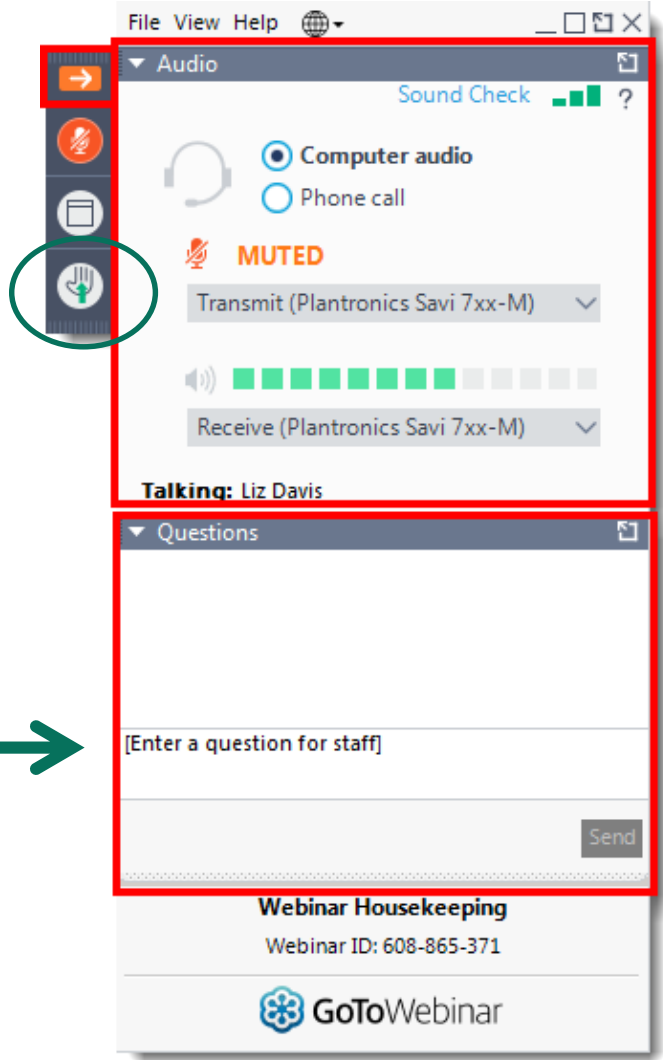 File View Help
Audio
Sound Check ?
Computer audio
Phone call
MUTED
Transmit (Plantronics Savi 7xx-M)
Receive (Plantronics Savi 7xx-M)
Talking: Liz Davis
Questions
[Enter a question for staff]
Send
Webinar Housekeeping
Webinar ID: 608-865-371
GoToWebinar